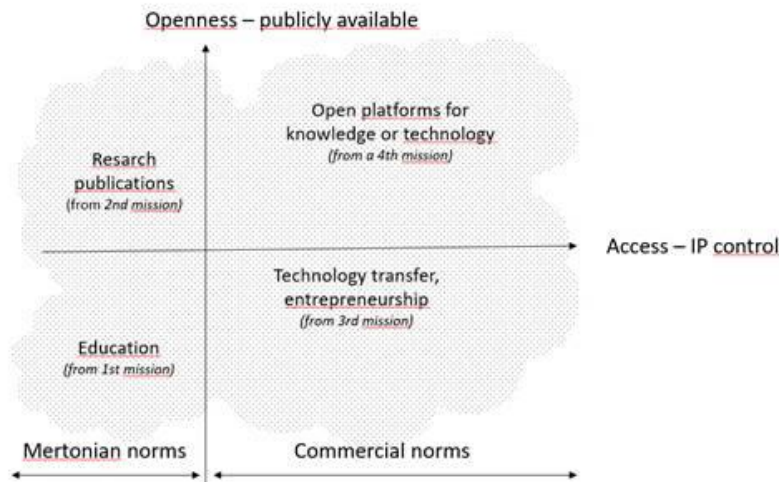 Openness – publicly available
Open platforms for
knowledge or technology
(from a 4th mission)
Resarch
publications
(from 2nd mission)
Access – IP control
Technology transfer,
entrepreneurship
(from 3rd mission)
Education
(from 1st mission)
Mertonian norms
Commercial norms